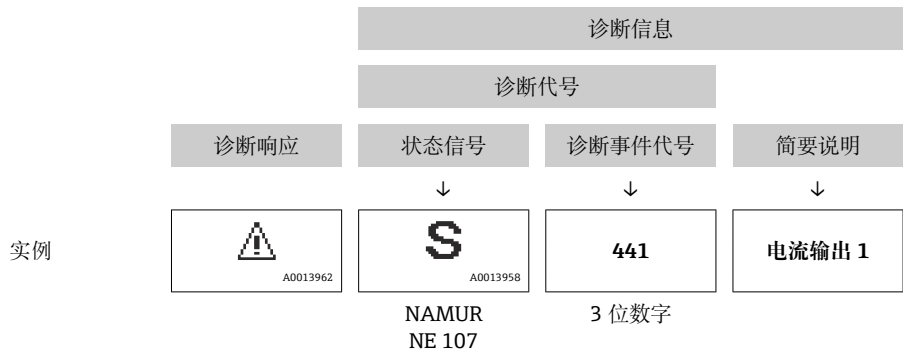 诊断信息
诊断代号
诊断响应 状态信号 诊断事件代号 简要说明
↓ ↓ ↓
实例 ⚠ S 441 电流输出 1
A0013962 A0013958
NAMUR 3 位数字
NE 107